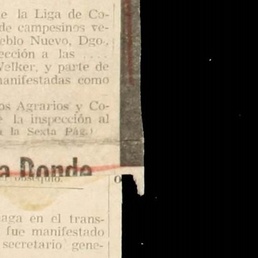 e la Liga de Co-
de campesinos ve-
eblo Nuevo, Dgo.,
ección a las . . . .
Welker, y parte de
manifestadas como
os Agrarios y Co-
la inspección al
a la Sexta Pág.)
a Donde
aga en el trans-
fue manifestado
secretario gene-